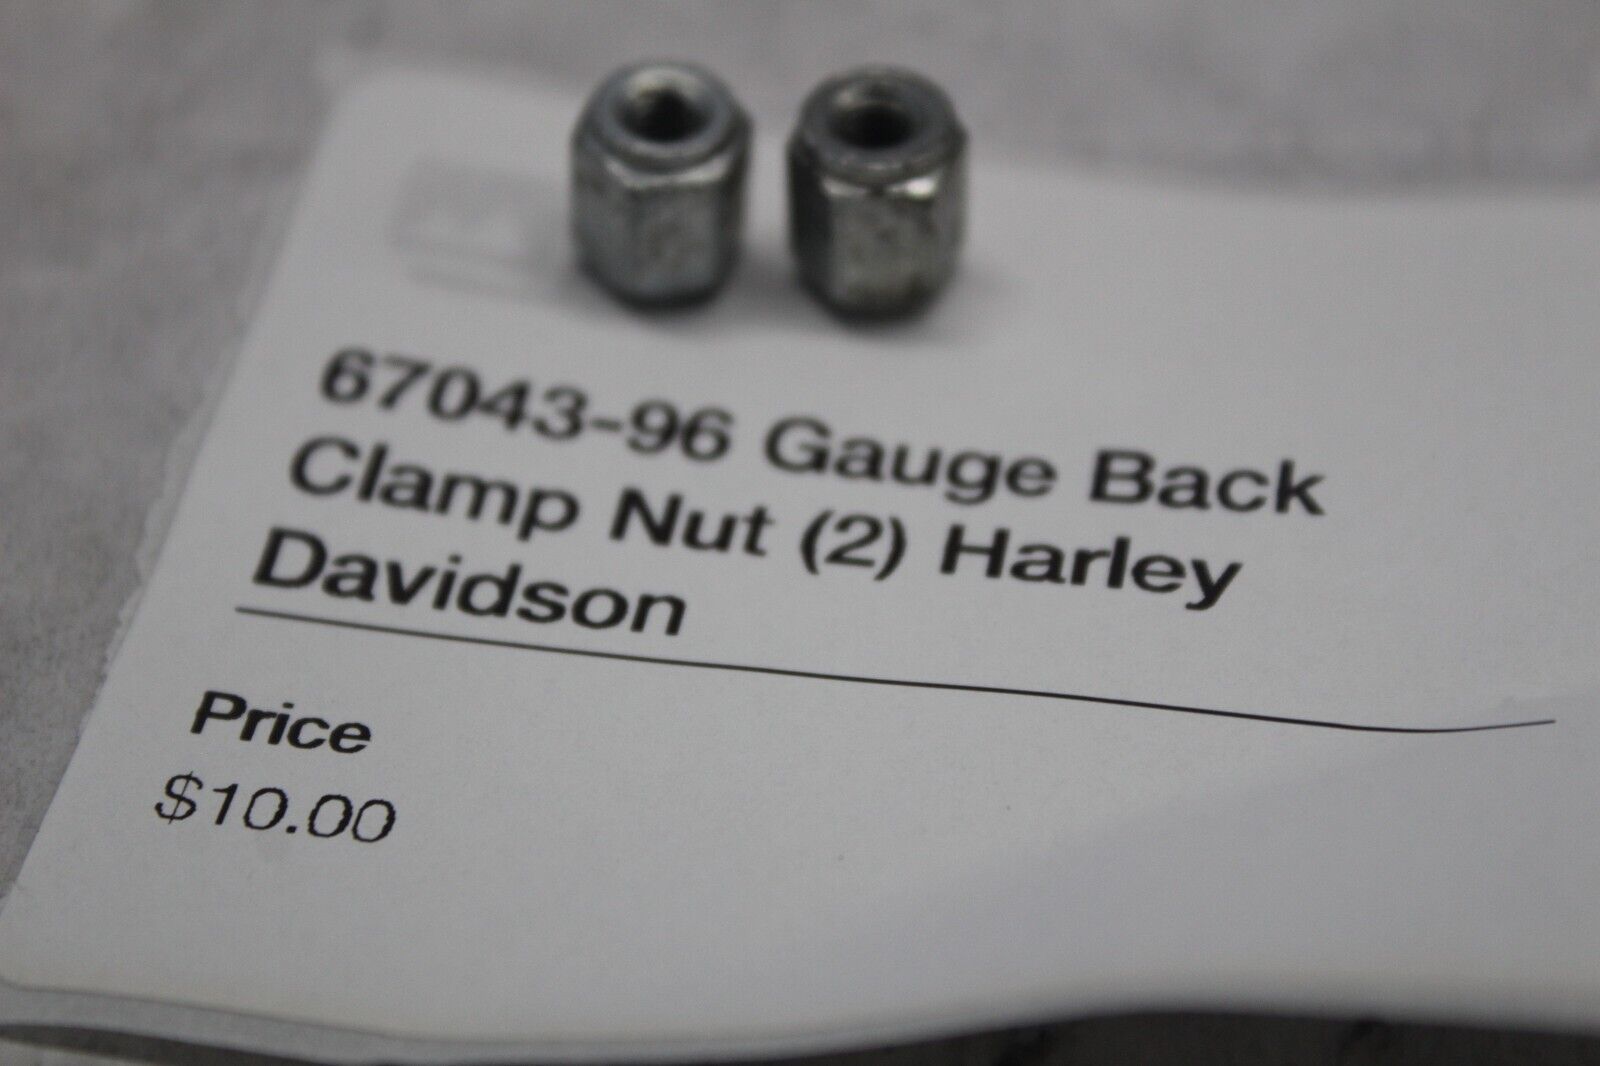 67043-96 Gauge Back
Clamp Nut (2) Harley
Davidson
Price
$10.00